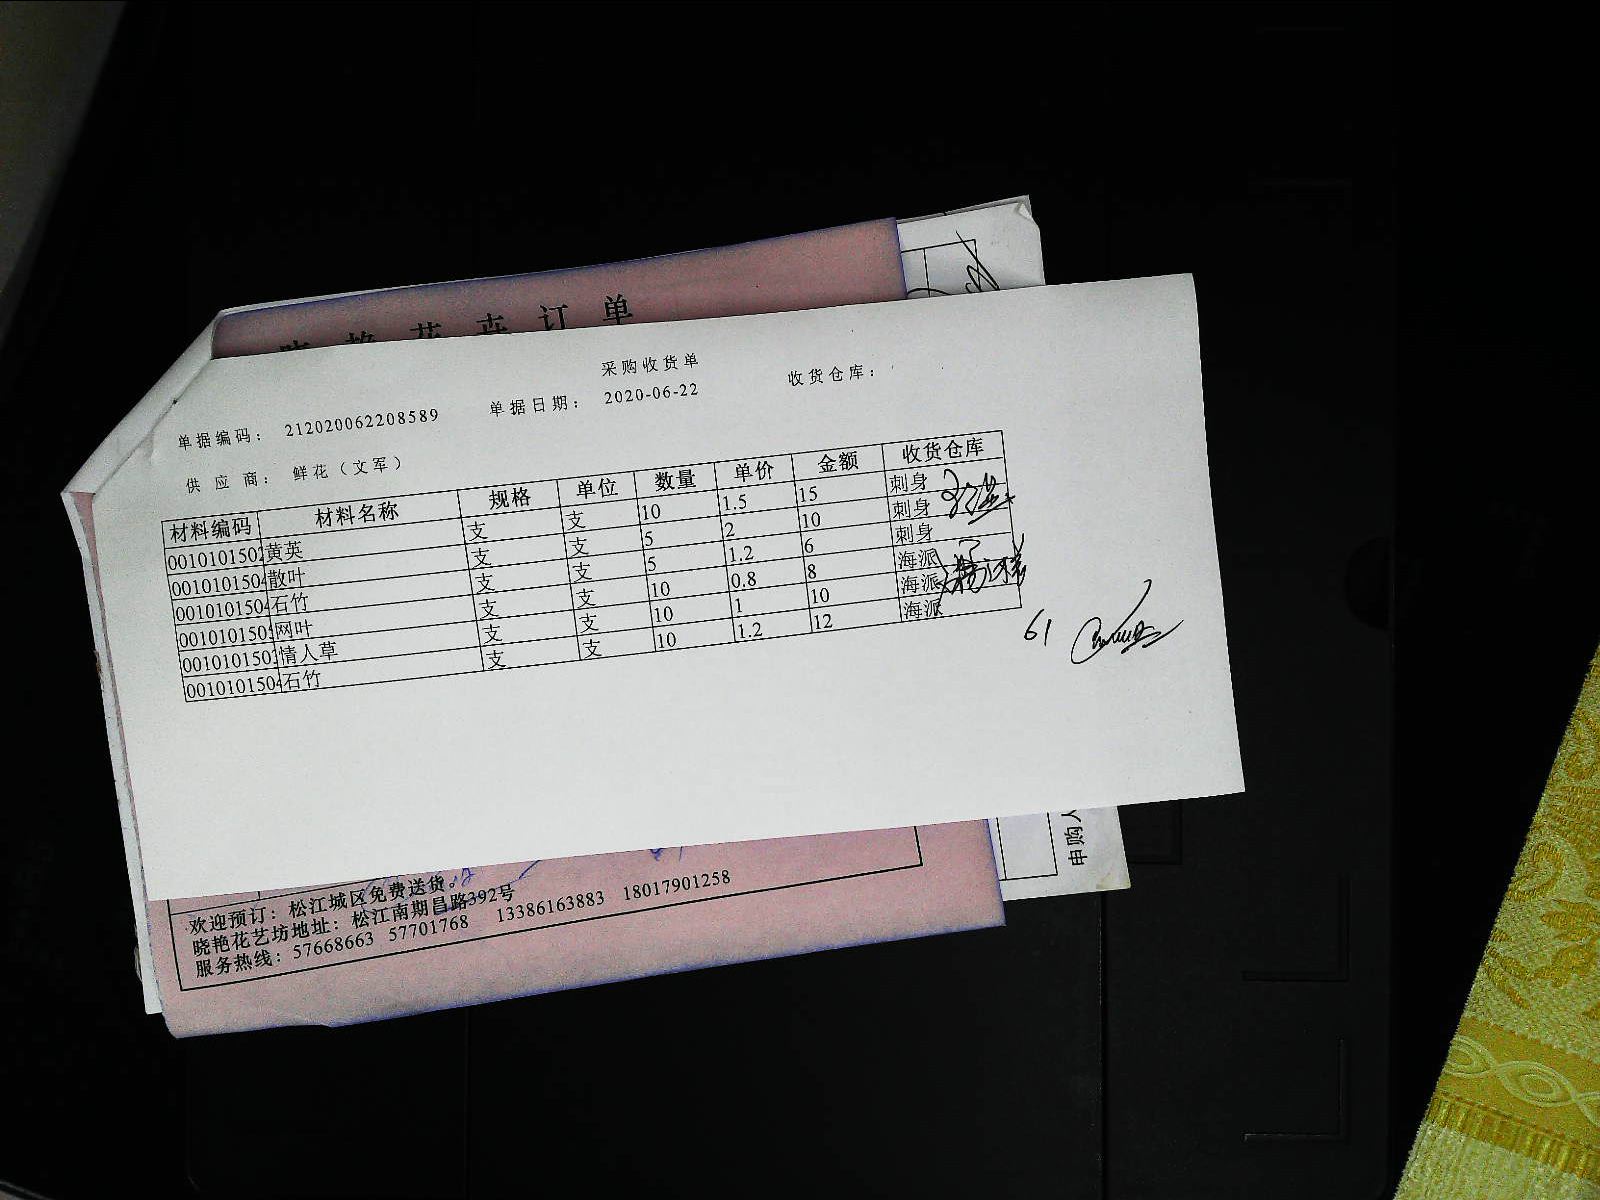 花卉订单
采购收货单
单据编码： 212020062208589 单据日期： 2020-06-22 收货仓库：
供应商： 鲜花（文军）
材料编码 材料名称 规格 单位 数量 单价 金额 收货仓库
0010101502 黄英 支 支 10 1.5 15 刺身
0010101504 散叶 支 支 5 2 10 刺身
0010101504 石竹 支 支 5 1.2 6 刺身
0010101505 网叶 支 支 10 0.8 8 海派
0010101503 情人草 支 支 10 1 10 海派
0010101504 石竹 支 支 10 1.2 12 海派
61
申购人
欢迎预订：松江城区免费送货。
晓艳花艺坊地址：松江南期昌路392号
服务热线：57668663 57701768 13386163883 18017901258